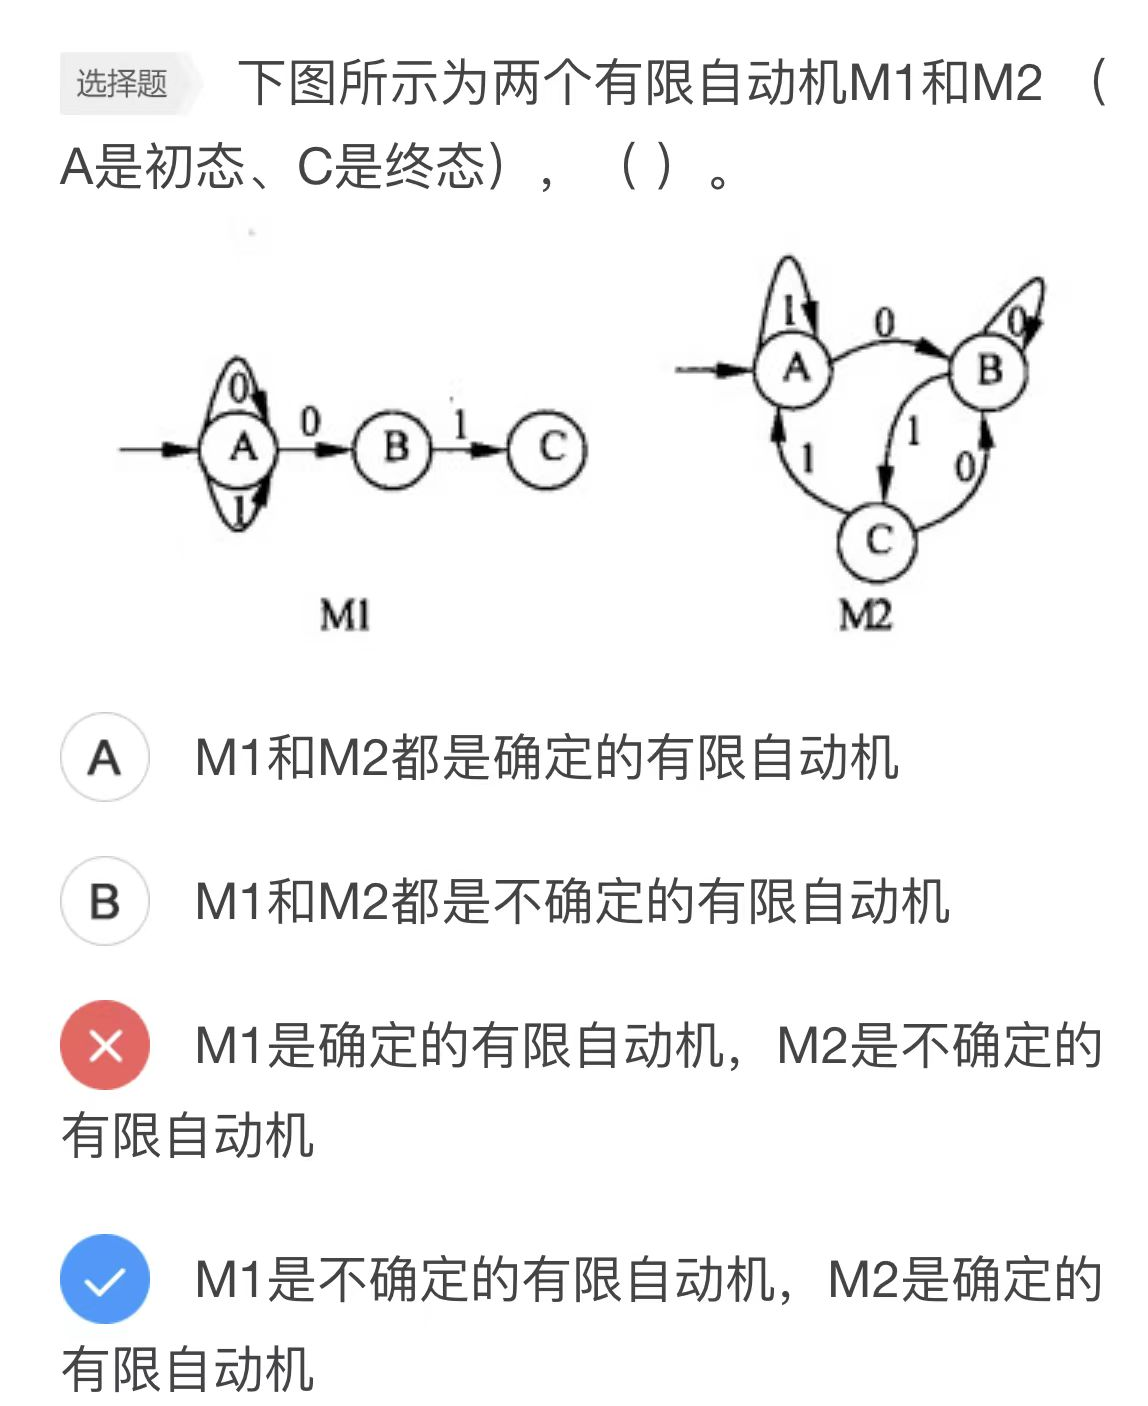 选择题 下图所示为两个有限自动机M1和M2 （
A是初态、C是终态），（ ）。
0
A 0 B 1 C
1
M1
1
A 0 B 0
1
1 0
C
M2
A M1和M2都是确定的有限自动机
B M1和M2都是不确定的有限自动机
M1是确定的有限自动机，M2是不确定的
有限自动机
M1是不确定的有限自动机，M2是确定的
有限自动机